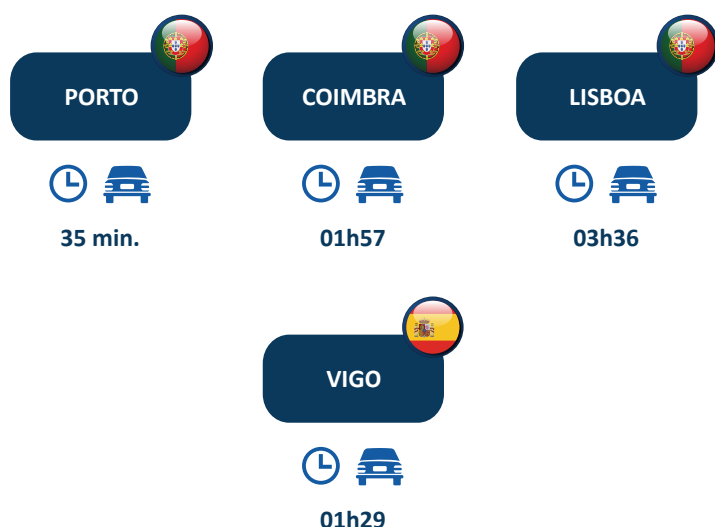 PORTO
COIMBRA
LISBOA
35 min.
01h57
03h36
VIGO
01h29